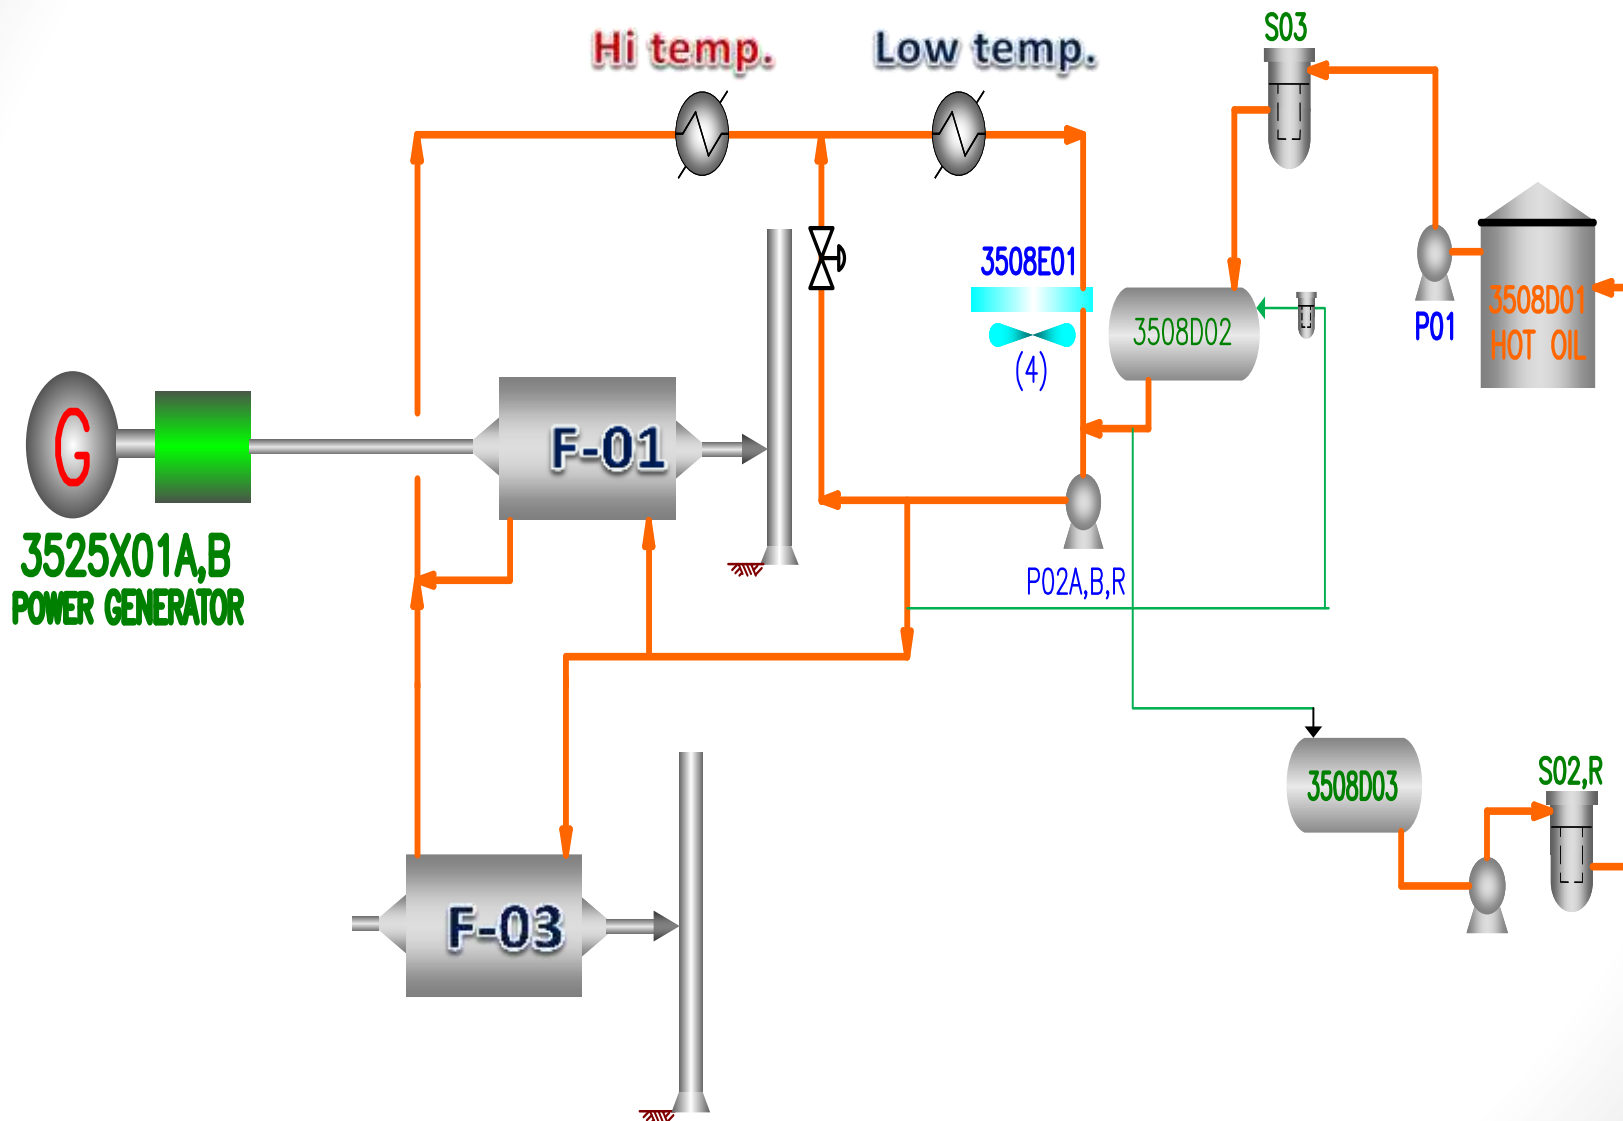 Hi temp.
Low temp.
S03
3508E01
(4)
3508D02
P01
3508D01
HOT OIL
G
F-01
3525X01A,B
POWER GENERATOR
P02A,B,R
3508D03
S02,R
F-03